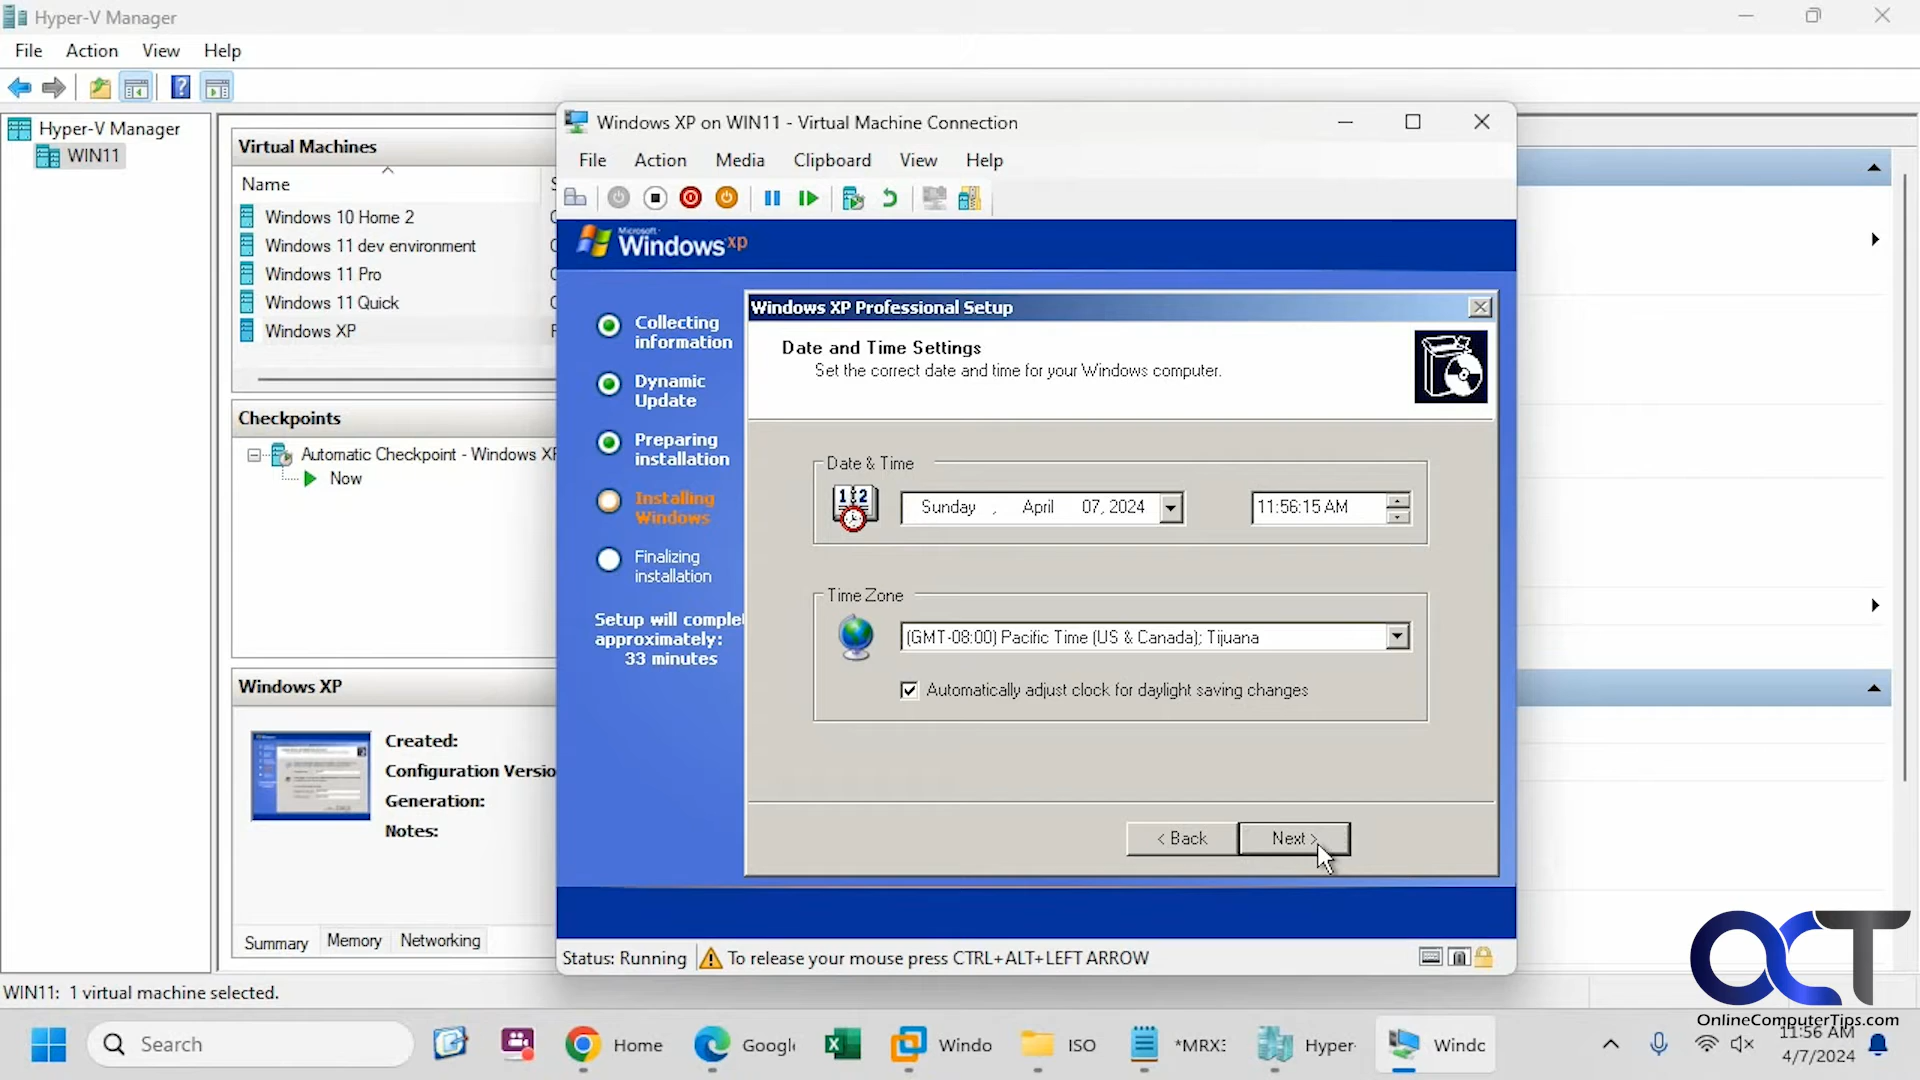 Hyper-V Manager
File Action View Help
Hyper-V Manager
WIN11
Virtual Machines
Name
Windows 10 Home 2
Windows 11 dev environment
Windows 11 Pro
Windows 11 Quick
Windows XP
Checkpoints
Automatic Checkpoint - Windows XP
Now
Windows XP
Created:
Configuration Versio
Generation:
Notes:
Summary Memory Networking
WIN11: 1 virtual machine selected.
Windows XP on WIN11 - Virtual Machine Connection
File Action Media Clipboard View Help
Microsoft
Windows xp
Collecting
information
Dynamic
Update
Preparing
installation
Installing
Windows
Finalizing
installation
Setup will complet
approximately:
33 minutes
Windows XP Professional Setup
Date and Time Settings
Set the correct date and time for your Windows computer.
Date & Time
12
Sunday , April 07, 2024
11:56:15 AM
Time Zone
(GMT-08:00) Pacific Time (US & Canada); Tijuana
Automatically adjust clock for daylight saving changes
< Back
Next >
Status: Running
To release your mouse press CTRL+ALT+LEFT ARROW
OCT
OnlineComputerTips.com
Search
Home
Googl
Windo
ISO
*MRX
Hyper-
Windo
11:56 AM
4/7/2024